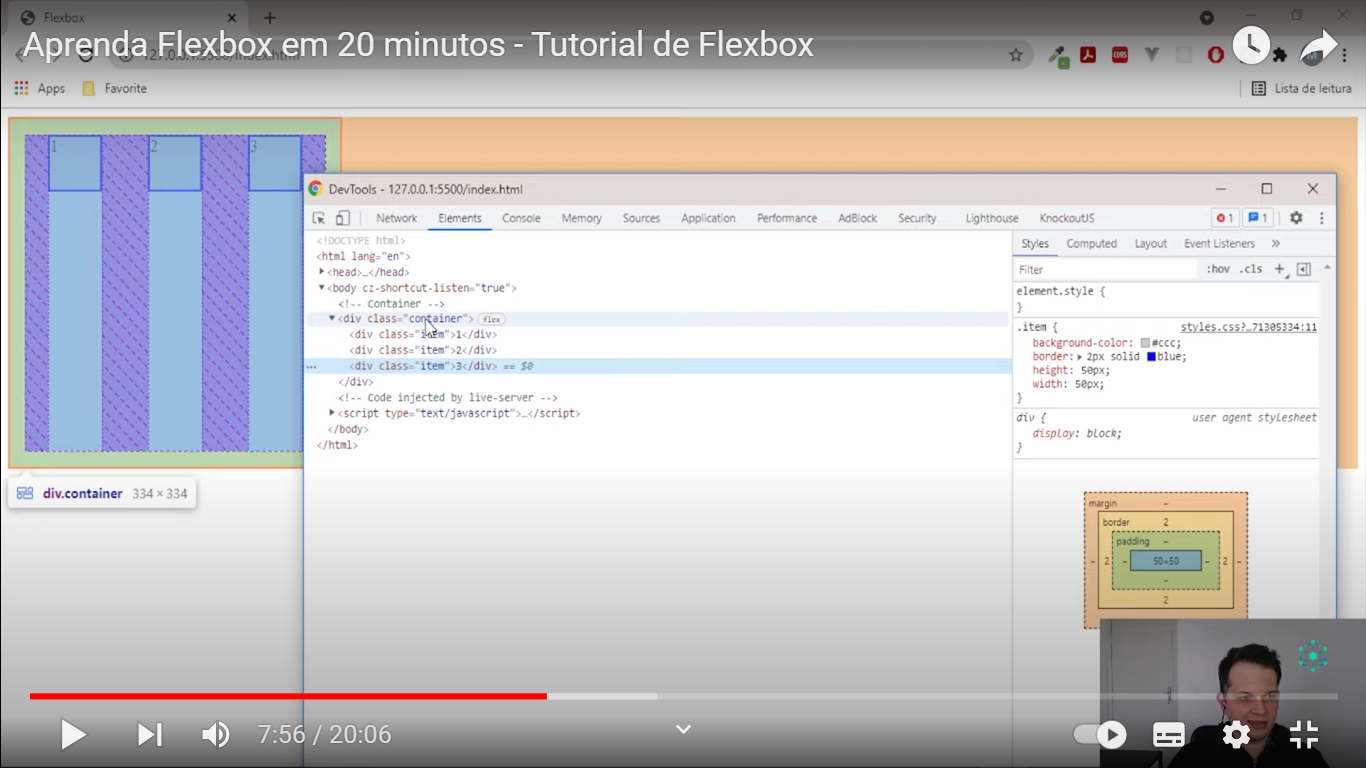 Flexbox
Aprenda Flexbox em 20 minutos - Tutorial de Flexbox
127.0.0.1:5500/index.html
Apps
Favorite
Lista de leitura
1 2 3
DevTools - 127.0.0.1:5500/index.html
Network Elements Console Memory Sources Application Performance AdBlock Security Lighthouse KnockoutJS 1 1
<!DOCTYPE html>
<html lang="en">
<head>…</head>
<body cz-shortcut-listen="true">
<!-- Container -->
<div class="container"> flex
<div class="item">1</div>
<div class="item">2</div>
<div class="item">3</div> == $0
</div>
<!-- Code injected by live-server -->
<script type="text/javascript">…</script>
</body>
</html>
Styles Computed Layout Event Listeners »
Filter :hov .cls +
element.style {
}
.item { styles.css?…71305334:11
background-color: #ccc;
border: 2px solid blue;
height: 50px;
width: 50px;
}
div { user agent stylesheet
display: block;
}
margin –
border 2
padding –
– 2 – 50×50 – 2 –
–
2
div.container 334 × 334
7:56 / 20:06